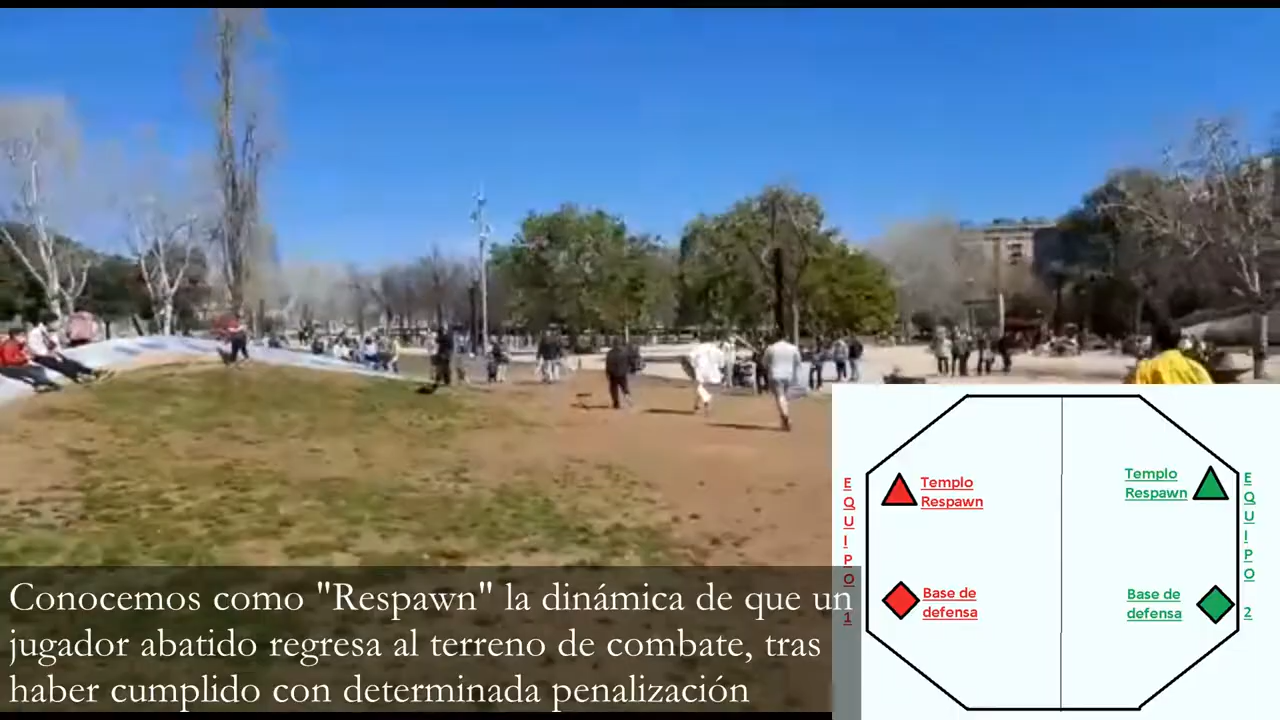 Conocemos como "Respawn" la dinámica de que un
jugador abatido regresa al terreno de combate, tras
haber cumplido con determinada penalización
EQUIPO 1
Templo
Respawn
Base de
defensa
Templo
Respawn
Base de
defensa
EQUIPO 2